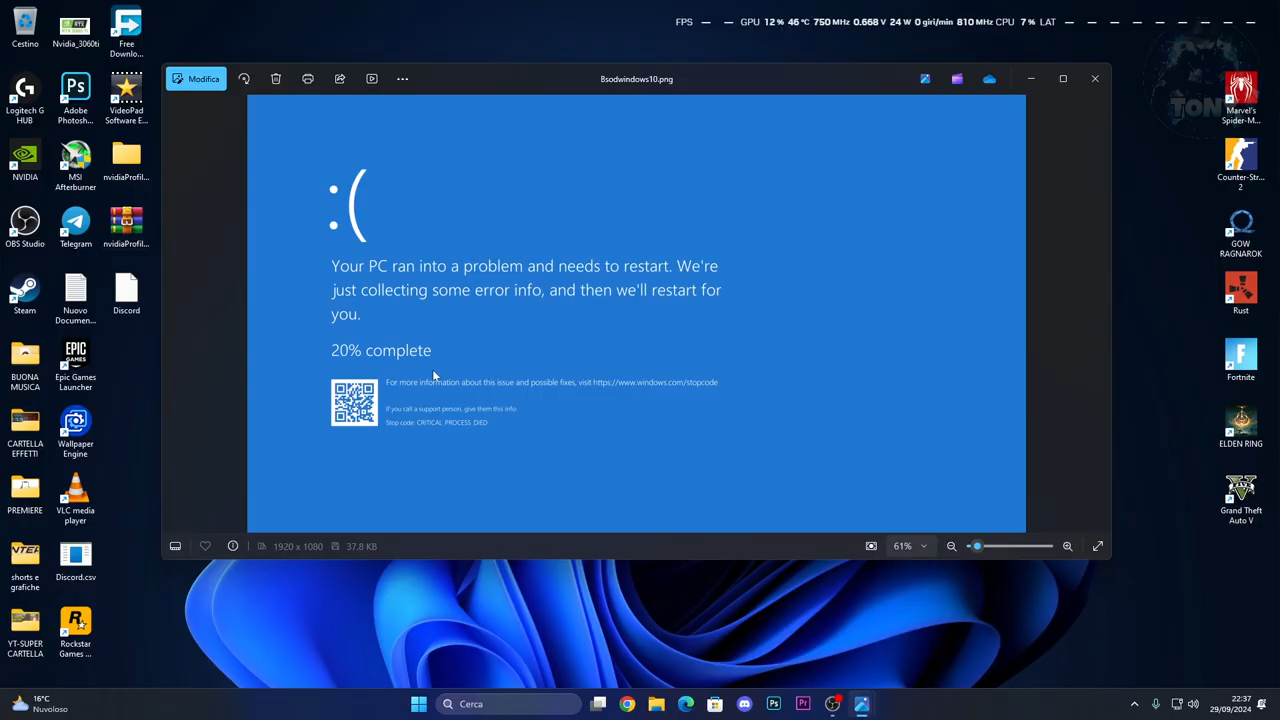 FPS — — GPU 12 % 46 °C 750 MHz 0.668 V 24 W 0 giri/min 810 MHz CPU 7 % LAT — — — — — — — —
Cestino
Nvidia_3060ti
Free Downlo...
Logitech G HUB
Adobe Photosh...
VideoPad Software E...
NVIDIA
MSI Afterburner
nvidiaProfil...
OBS Studio
Telegram
nvidiaProfil...
Steam
Nuovo Documen...
Discord
BUONA MUSICA
Epic Games Launcher
CARTELLA EFFETTI
Wallpaper Engine
PREMIERE
VLC media player
shorts e grafiche
Discord.csv
YT-SUPER CARTELLA
Rockstar Games ...
Modifica
Bsodwindows10.png
:(
Your PC ran into a problem and needs to restart. We're
just collecting some error info, and then we'll restart for
you.
20% complete
For more information about this issue and possible fixes, visit https://www.windows.com/stopcode
If you call a support person, give them this info:
Stop code: CRITICAL_PROCESS_DIED
1920 x 1080 37.8 KB
61%
TON
Marvel's Spider-M...
Counter-Str... 2
GOW RAGNAROK
Rust
Fortnite
ELDEN RING
Grand Theft Auto V
16°C
Nuvoloso
Cerca
22:37
29/09/2024